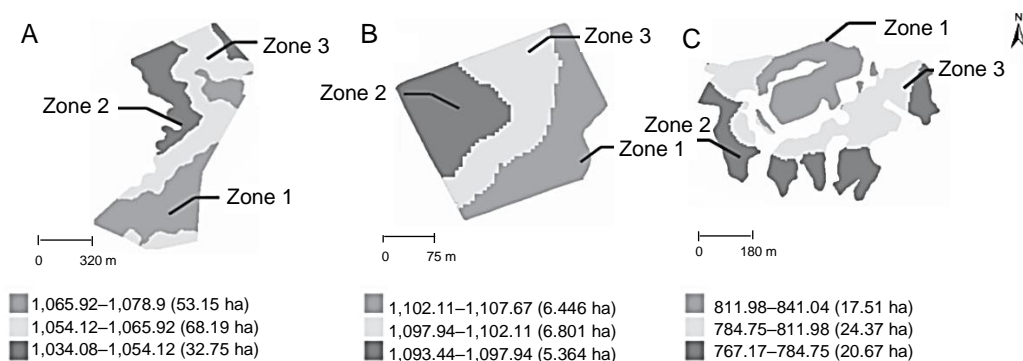 A
Zone 3
Zone 2
Zone 1
0 320 m
1,065.92–1,078.9 (53.15 ha)
1,054.12–1,065.92 (68.19 ha)
1,034.08–1,054.12 (32.75 ha)
B
Zone 3
Zone 2
Zone 1
0 75 m
1,102.11–1,107.67 (6.446 ha)
1,097.94–1,102.11 (6.801 ha)
1,093.44–1,097.94 (5.364 ha)
C
Zone 1
Zone 3
Zone 2
0 180 m
811.98–841.04 (17.51 ha)
784.75–811.98 (24.37 ha)
767.17–784.75 (20.67 ha)
N